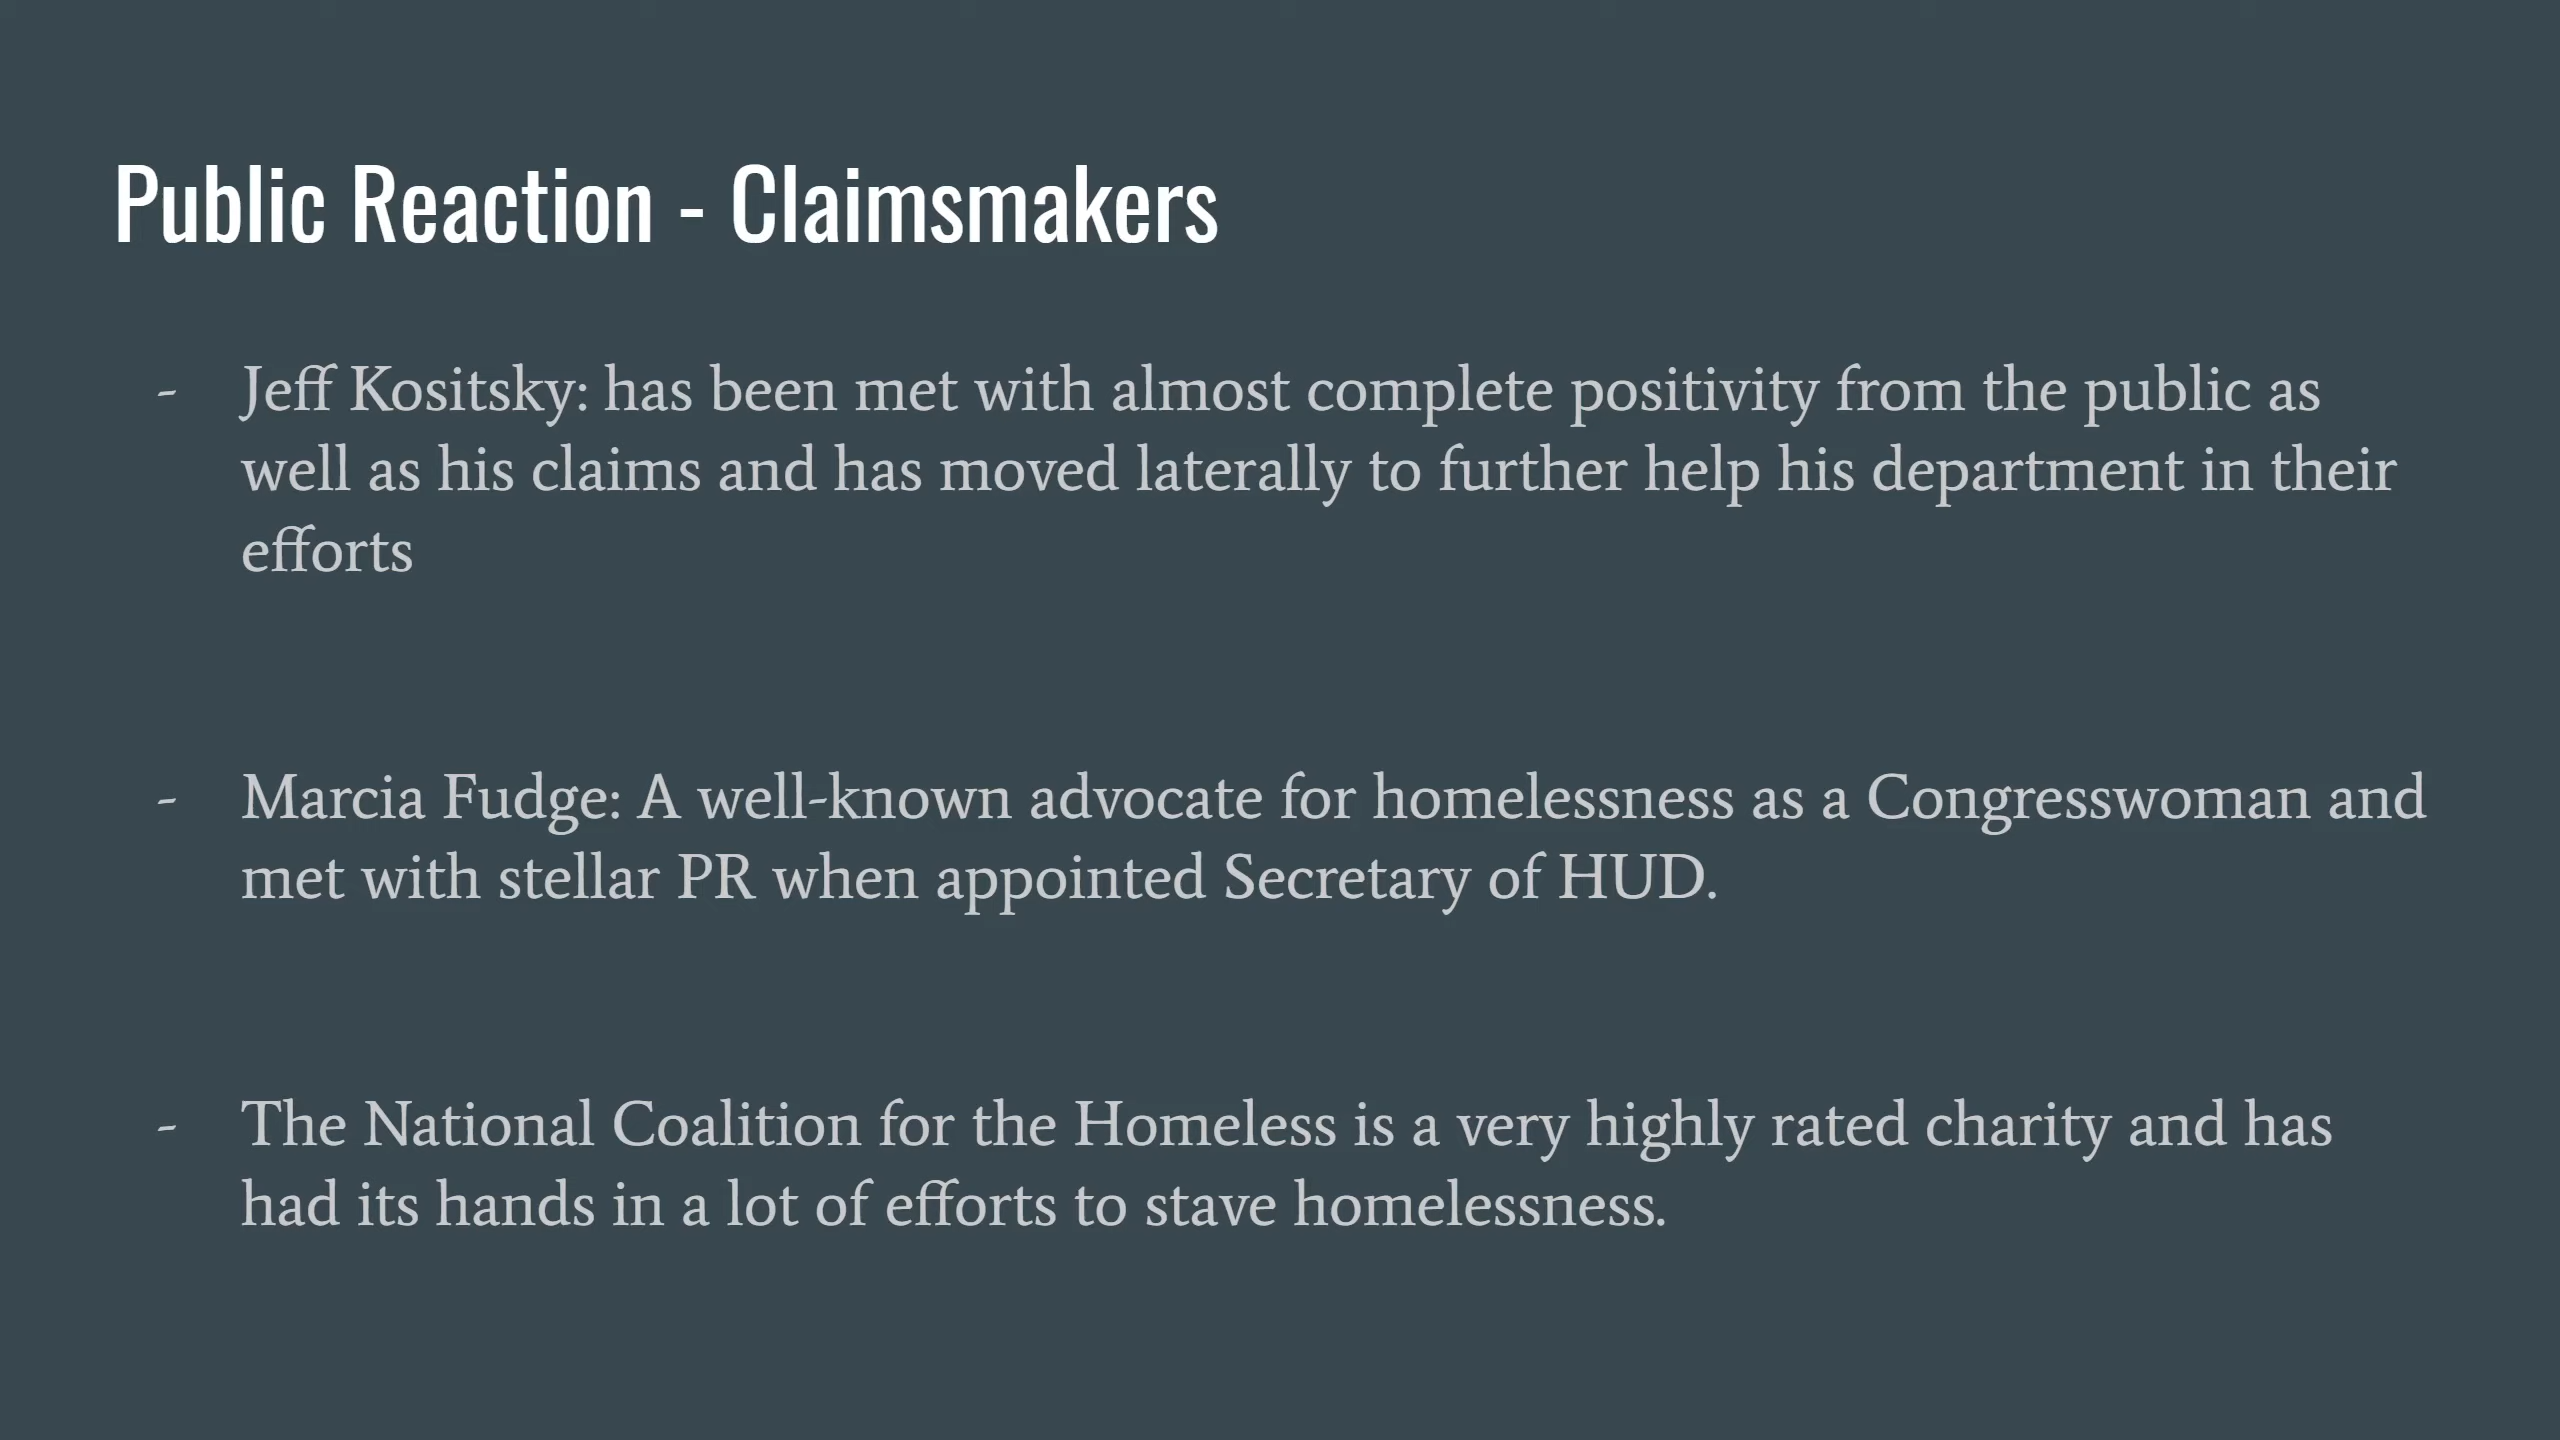 Public Reaction - Claimsmakers
- Jeff Kositsky: has been met with almost complete positivity from the public as
well as his claims and has moved laterally to further help his department in their
efforts
- Marcia Fudge: A well-known advocate for homelessness as a Congresswoman and
met with stellar PR when appointed Secretary of HUD.
- The National Coalition for the Homeless is a very highly rated charity and has
had its hands in a lot of efforts to stave homelessness.